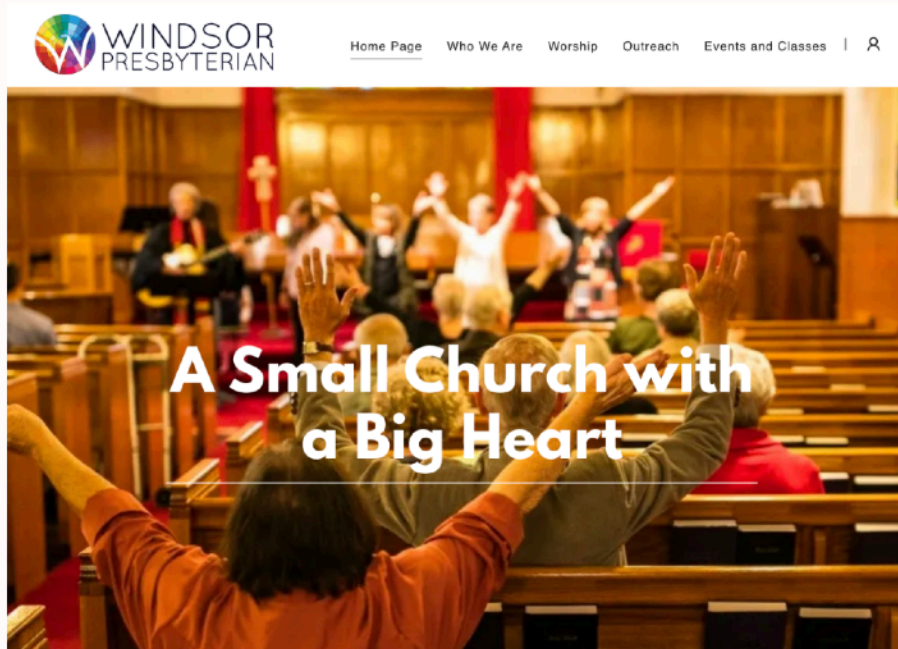 WINDSOR
PRESBYTERIAN
Home Page Who We Are Worship Outreach Events and Classes
A Small Church with
a Big Heart